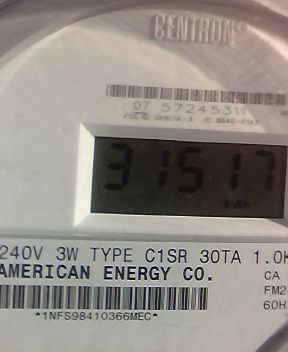 CENTRON®
07 57245311
31517
kWh
240V 3W TYPE C1SR 30TA 1.0K
AMERICAN ENERGY CO.
CA
FM2
60H
*1NFS98410366MEC*